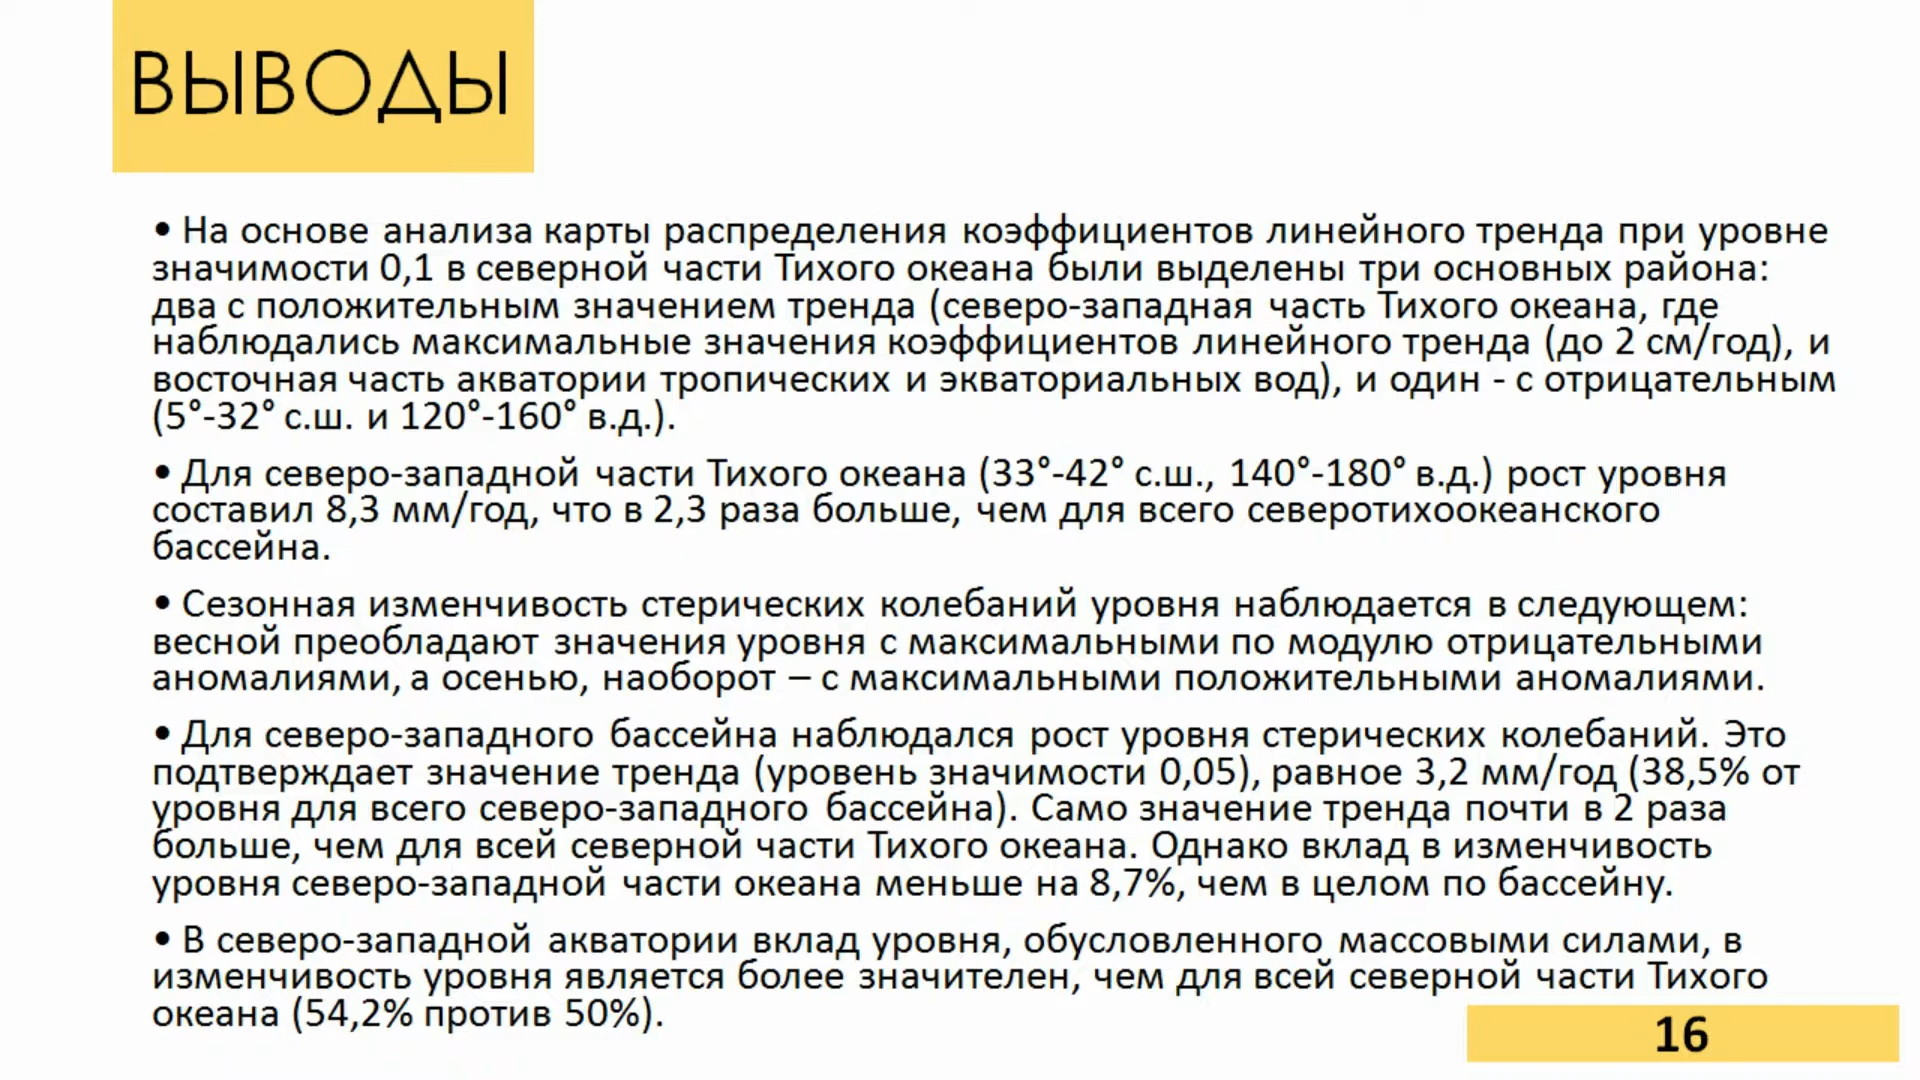 ВЫВОДЫ
• На основе анализа карты распределения коэффициентов линейного тренда при уровне
значимости 0,1 в северной части Тихого океана были выделены три основных района:
два с положительным значением тренда (северо-западная часть Тихого океана, где
наблюдались максимальные значения коэффициентов линейного тренда (до 2 см/год), и
восточная часть акватории тропических и экваториальных вод), и один - с отрицательным
(5°-32° с.ш. и 120°-160° в.д.).
• Для северо-западной части Тихого океана (33°-42° с.ш., 140°-180° в.д.) рост уровня
составил 8,3 мм/год, что в 2,3 раза больше, чем для всего северотихоокеанского
бассейна.
• Сезонная изменчивость стерических колебаний уровня наблюдается в следующем:
весной преобладают значения уровня с максимальными по модулю отрицательными
аномалиями, а осенью, наоборот – с максимальными положительными аномалиями.
• Для северо-западного бассейна наблюдался рост уровня стерических колебаний. Это
подтверждает значение тренда (уровень значимости 0,05), равное 3,2 мм/год (38,5% от
уровня для всего северо-западного бассейна). Само значение тренда почти в 2 раза
больше, чем для всей северной части Тихого океана. Однако вклад в изменчивость
уровня северо-западной части океана меньше на 8,7%, чем в целом по бассейну.
• В северо-западной акватории вклад уровня, обусловленного массовыми силами, в
изменчивость уровня является более значителен, чем для всей северной части Тихого
океана (54,2% против 50%).
16